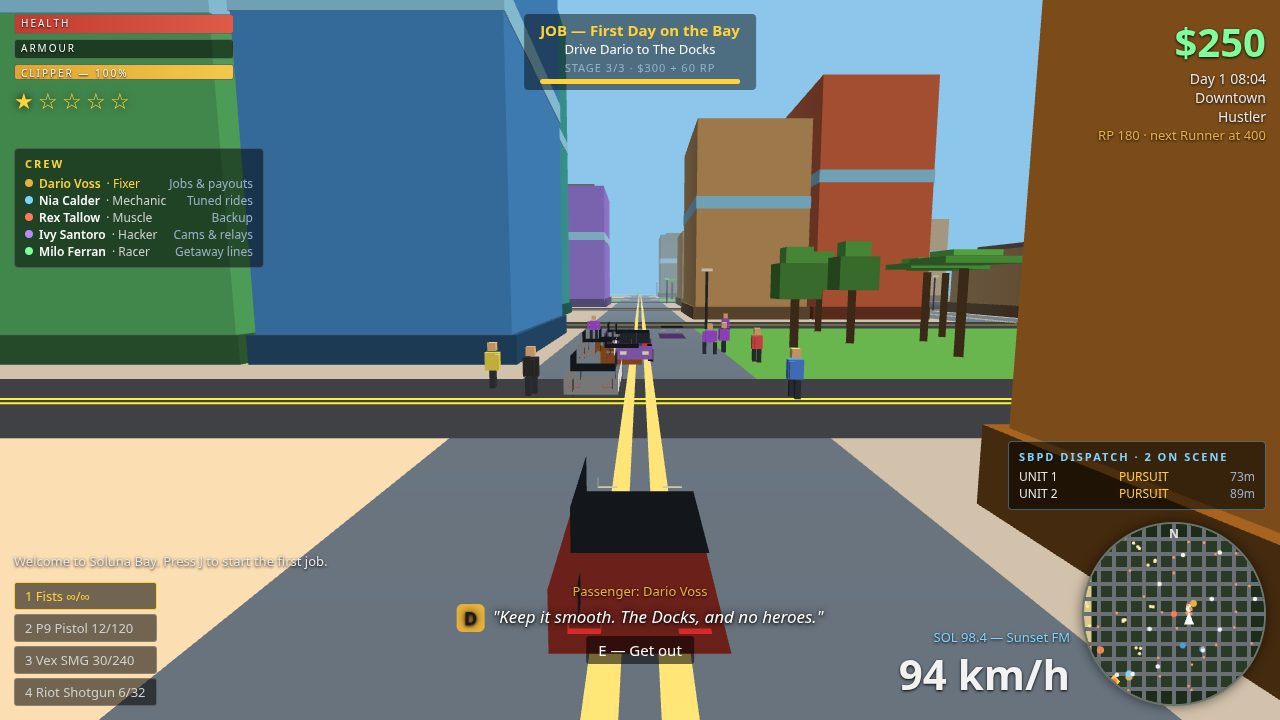 HEALTH
ARMOUR
CLIPPER — 100%
JOB — First Day on the Bay
Drive Dario to The Docks
STAGE 3/3 · $300 + 60 RP
$250
Day 1 08:04
Downtown
Hustler
RP 180 · next Runner at 400
CREW
Dario Voss · Fixer Jobs & payouts
Nia Calder · Mechanic Tuned rides
Rex Tallow · Muscle Backup
Ivy Santoro · Hacker Cams & relays
Milo Ferran · Racer Getaway lines
SBPD DISPATCH · 2 ON SCENE
UNIT 1 PURSUIT 73m
UNIT 2 PURSUIT 89m
N
Welcome to Soluna Bay. Press J to start the first job.
1 Fists ∞/∞
2 P9 Pistol 12/120
3 Vex SMG 30/240
4 Riot Shotgun 6/32
Passenger: Dario Voss
D "Keep it smooth. The Docks, and no heroes."
E — Get out
SOL 98.4 — Sunset FM
94 km/h